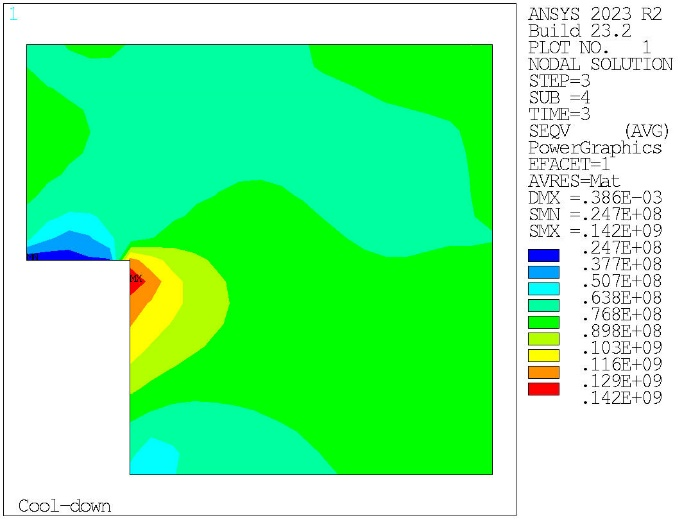 1
ANSYS 2023 R2
Build 23.2
PLOT NO. 1
NODAL SOLUTION
STEP=3
SUB =4
TIME=3
SEQV (AVG)
PowerGraphics
EFACET=1
AVRES=Mat
DMX =.386E-03
SMN =.247E+08
SMX =.142E+09
.247E+08
.377E+08
.507E+08
.638E+08
.768E+08
.898E+08
.103E+09
.116E+09
.129E+09
.142E+09
MX
Cool-down